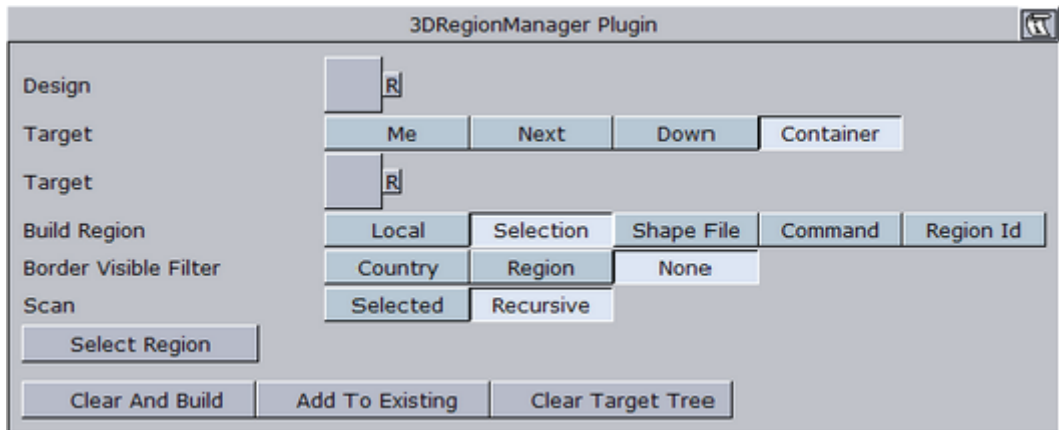 3DRegionManager Plugin
Design R
Target Me Next Down Container
Target R
Build Region Local Selection Shape File Command Region Id
Border Visible Filter Country Region None
Scan Selected Recursive
Select Region
Clear And Build Add To Existing Clear Target Tree